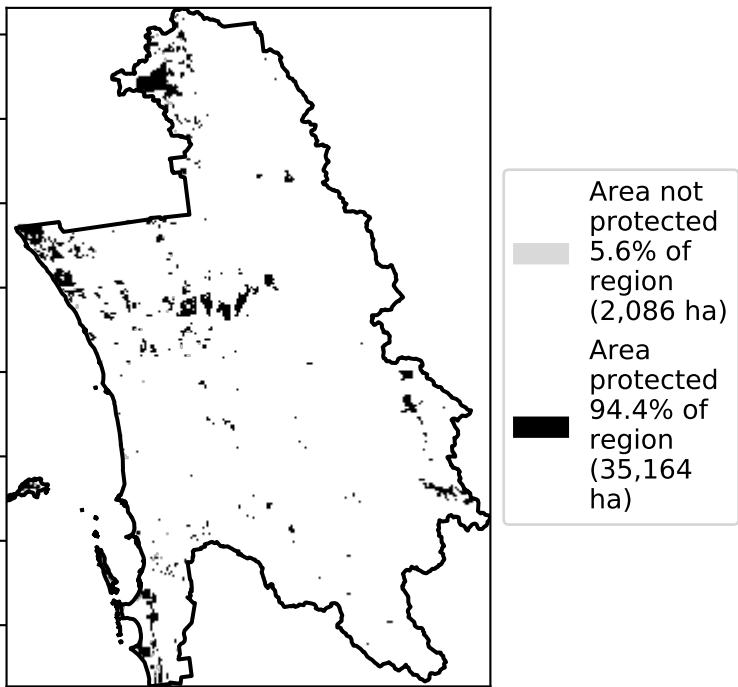 Area not
protected
5.6% of
region
(2,086 ha)
Area
protected
94.4% of
region
(35,164
ha)